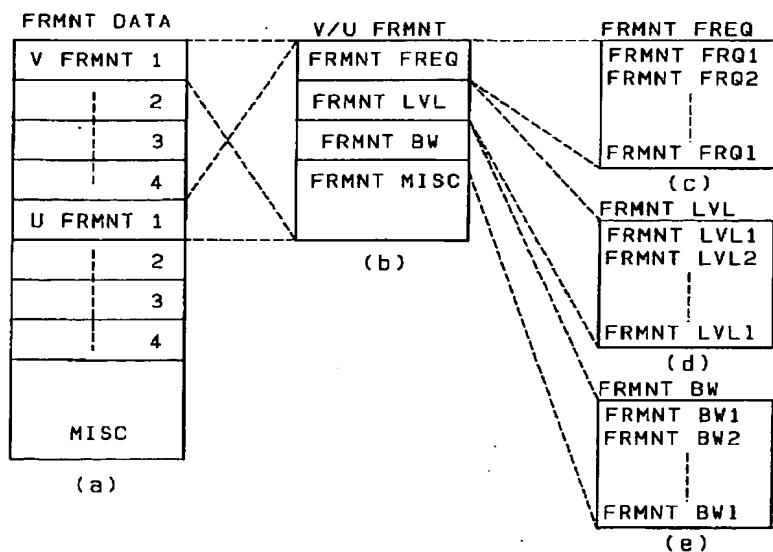 FRMNT DATA
V FRMNT 1
2
3
4
U FRMNT 1
2
3
4
MISC
(a)
V/U FRMNT
FRMNT FREQ
FRMNT LVL
FRMNT BW
FRMNT MISC
(b)
FRMNT FREQ
FRMNT FRQ1
FRMNT FRQ2
FRMNT FRQ1
(c)
FRMNT LVL
FRMNT LVL1
FRMNT LVL2
FRMNT LVL1
(d)
FRMNT BW
FRMNT BW1
FRMNT BW2
FRMNT BW1
(e)